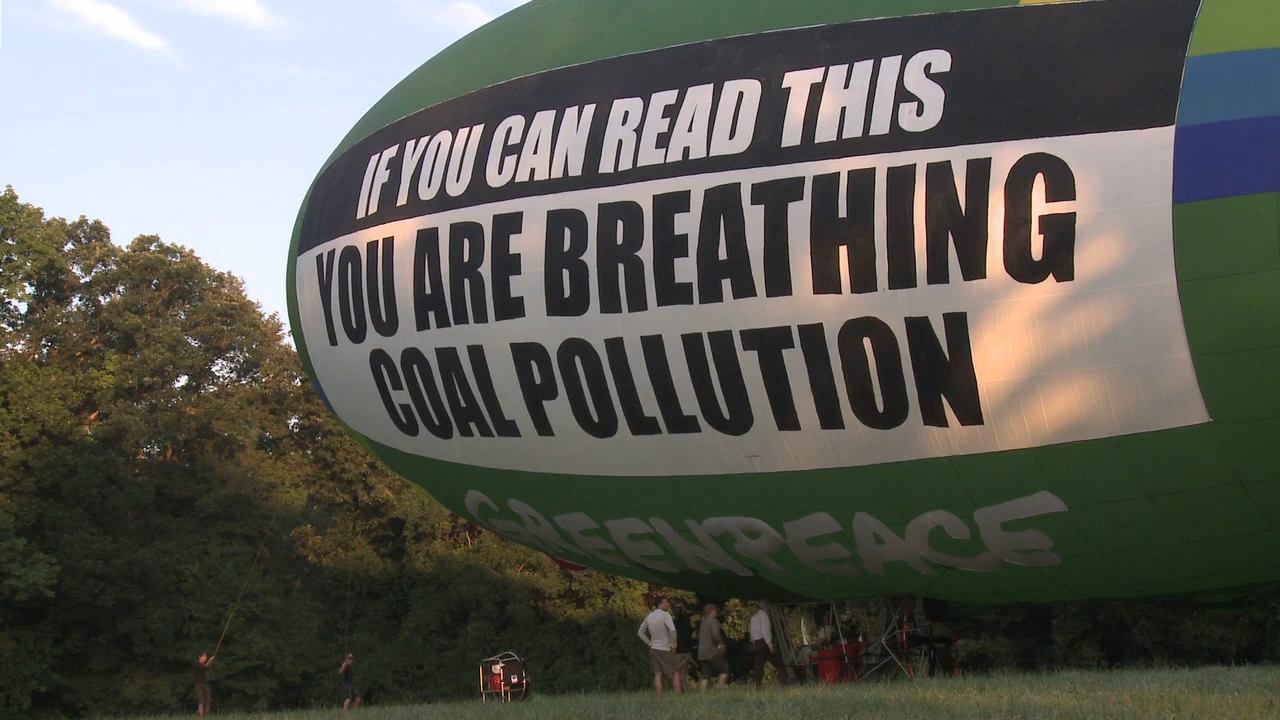 IF YOU CAN READ THIS
YOU ARE BREATHING
COAL POLLUTION
GREENPEACE